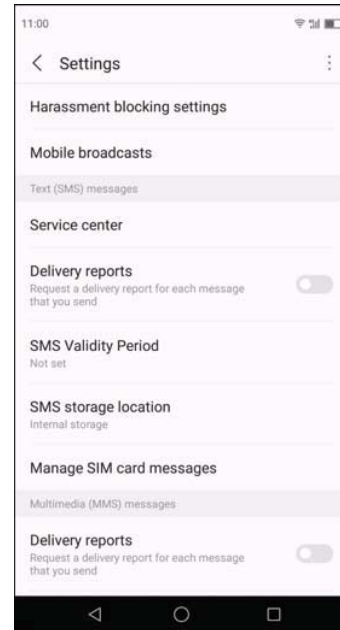 11:00
Settings
Harassment blocking settings
Mobile broadcasts
Text (SMS) messages
Service center
Delivery reports
Request a delivery report for each message
that you send
SMS Validity Period
Not set
SMS storage location
Internal storage
Manage SIM card messages
Multimedia (MMS) messages
Delivery reports
Request a delivery report for each message
that you send